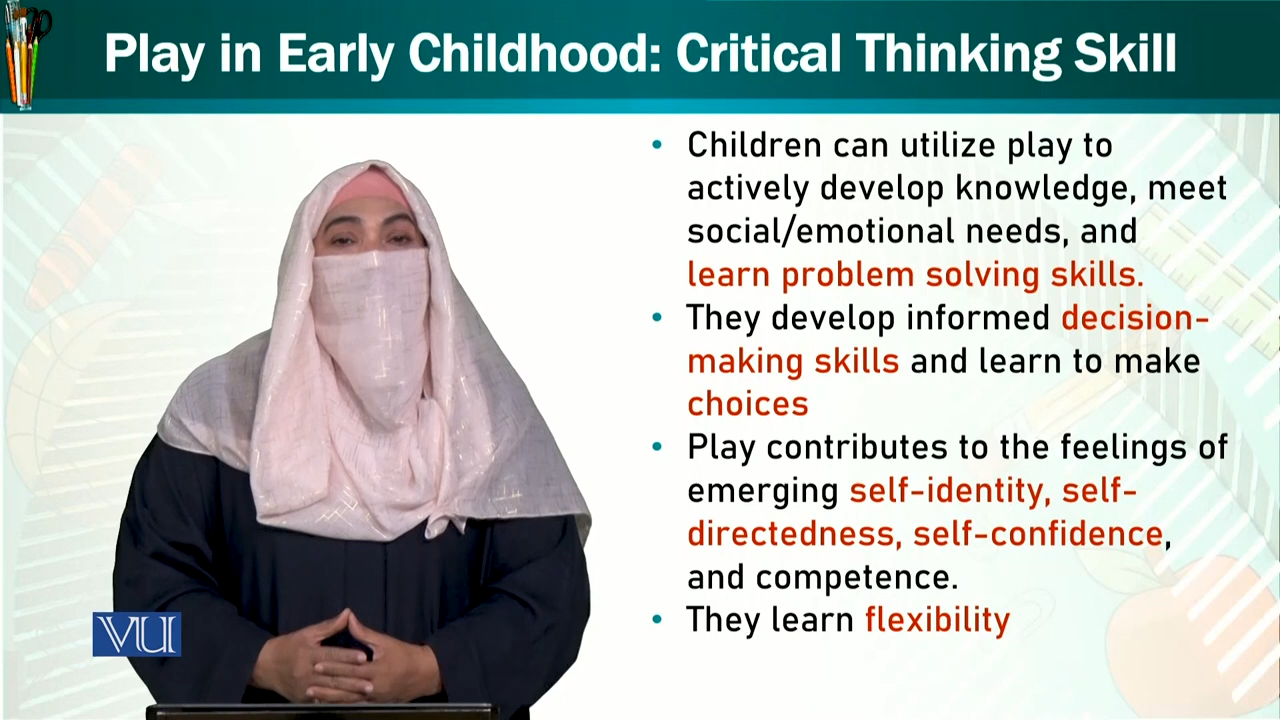 Play in Early Childhood: Critical Thinking Skill
• Children can utilize play to
actively develop knowledge, meet
social/emotional needs, and
learn problem solving skills.
• They develop informed decision-
making skills and learn to make
choices
• Play contributes to the feelings of
emerging self-identity, self-
directedness, self-confidence,
and competence.
• They learn flexibility
VU